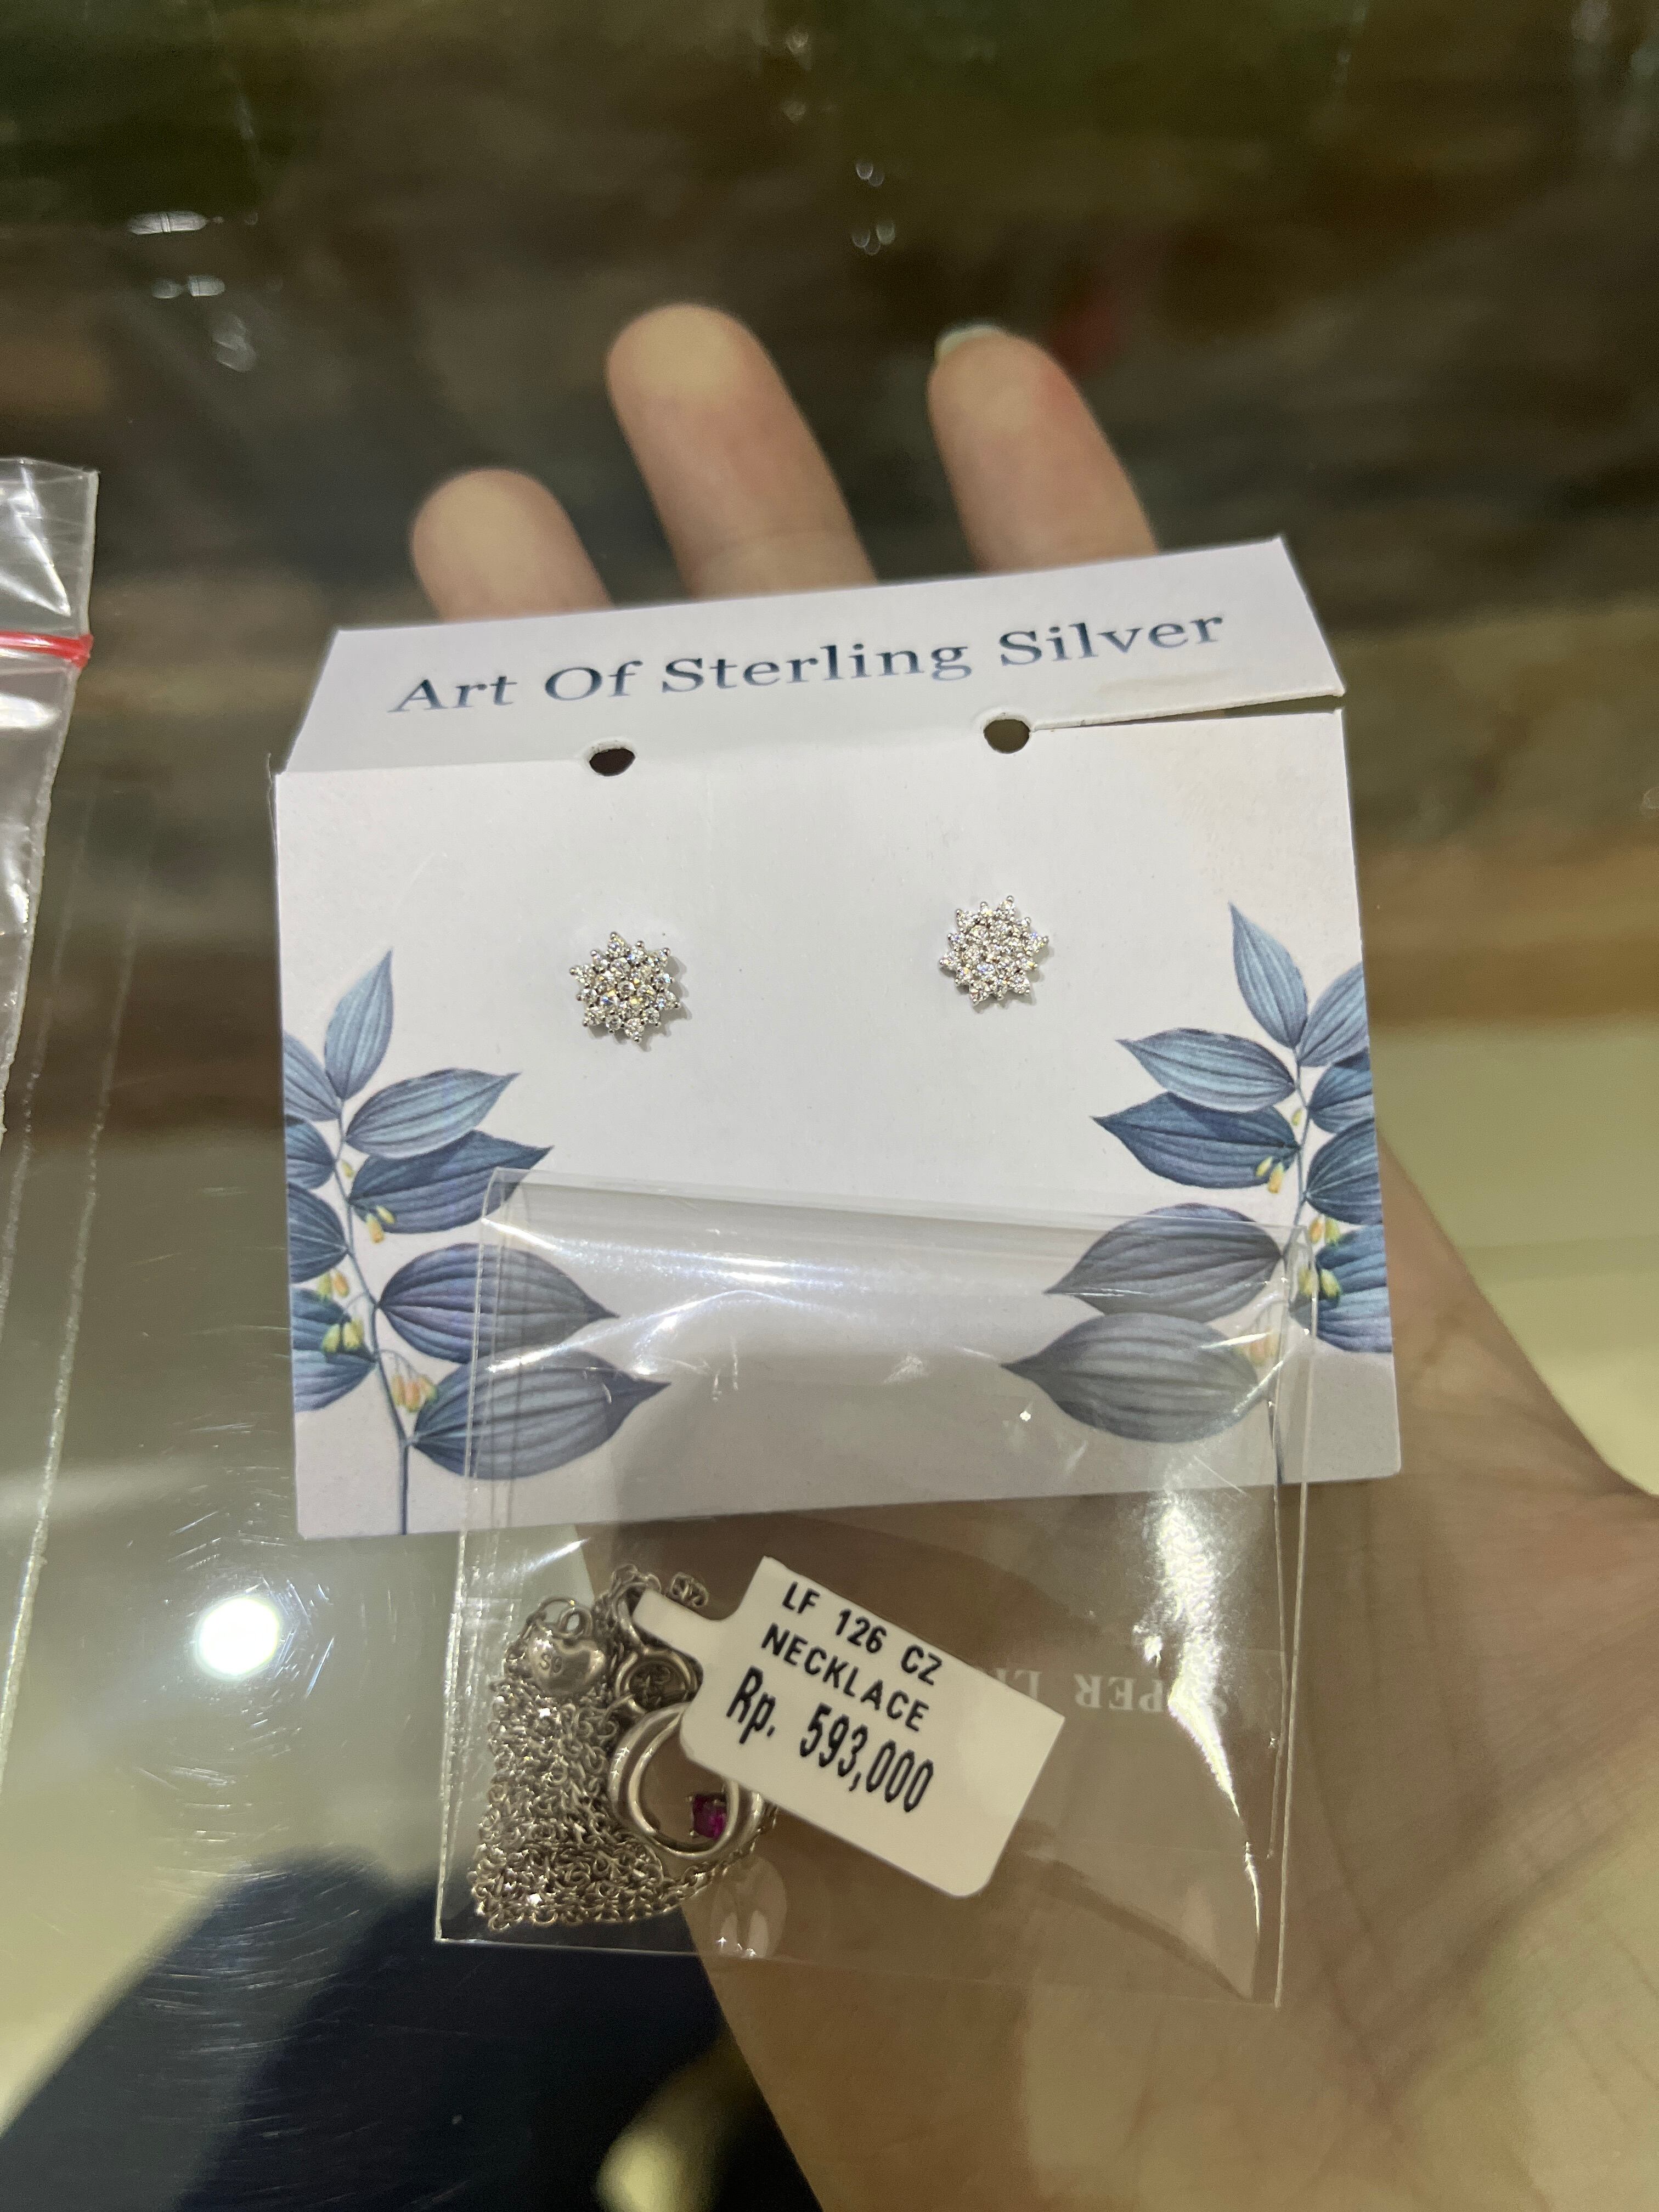 Art Of Sterling Silver
LF 126 CZ
NECKLACE
Rp. 593,000